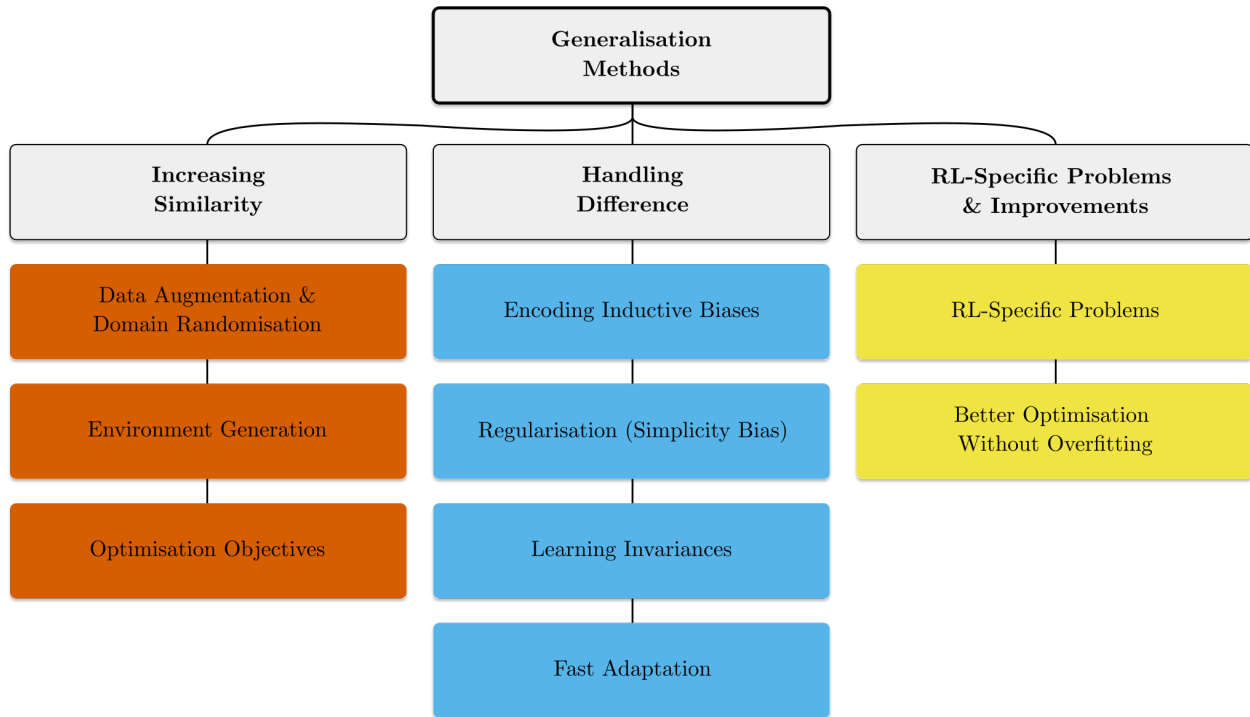 Generalisation
Methods
Increasing
Similarity
Handling
Difference
RL-Specific Problems
& Improvements
Data Augmentation &
Domain Randomisation
Encoding Inductive Biases
RL-Specific Problems
Environment Generation
Regularisation (Simplicity Bias)
Better Optimisation
Without Overfitting
Optimisation Objectives
Learning Invariances
Fast Adaptation